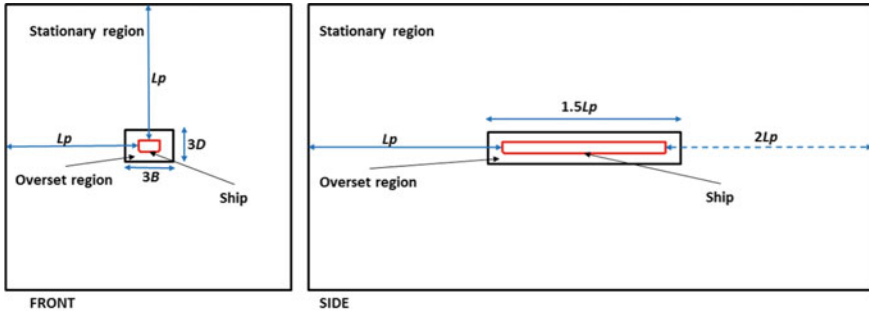 Stationary region
Lp
Lp
3D
Overset region
3B
Ship
FRONT
Stationary region
1.5Lp
Lp
2Lp
Overset region
Ship
SIDE